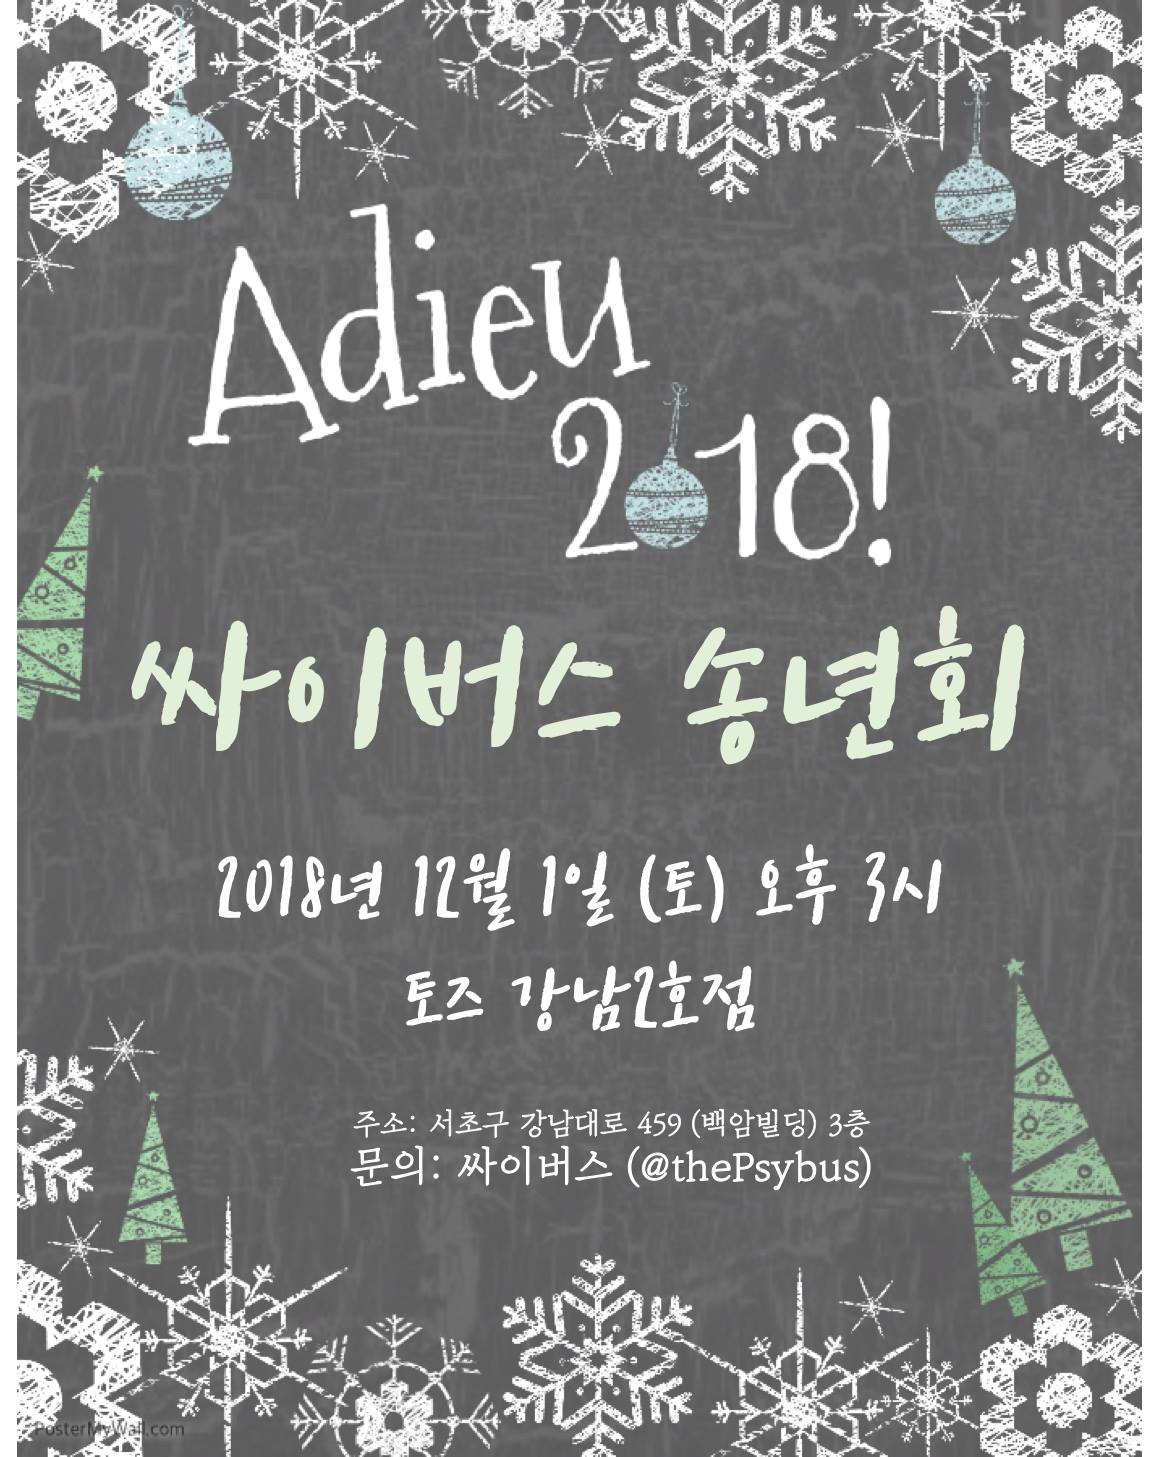 Adieu
2018!
싸이버스 송년회
2018년 12월 1일 (토) 오후 3시
토즈 강남2호점
주소: 서초구 강남대로 459 (백암빌딩) 3층
문의: 싸이버스 (@thePsybus)
PosterMyWall.com